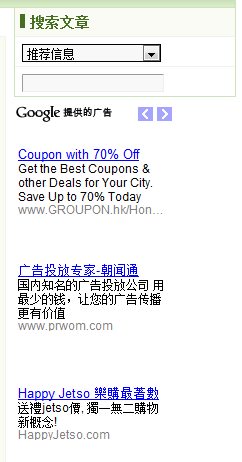 搜索文章
推荐信息
Google 提供的广告
Coupon with 70% Off
Get the Best Coupons &
other Deals for Your City.
Save Up to 70% Today
www.GROUPON.hk/Hon...
广告投放专家-朝闻通
国内知名的广告投放公司 用
最少的钱，让您的广告传播
更有价值
www.prwom.com
Happy Jetso 樂購最著數
送禮jetso價, 獨一無二購物
新概念!
HappyJetso.com